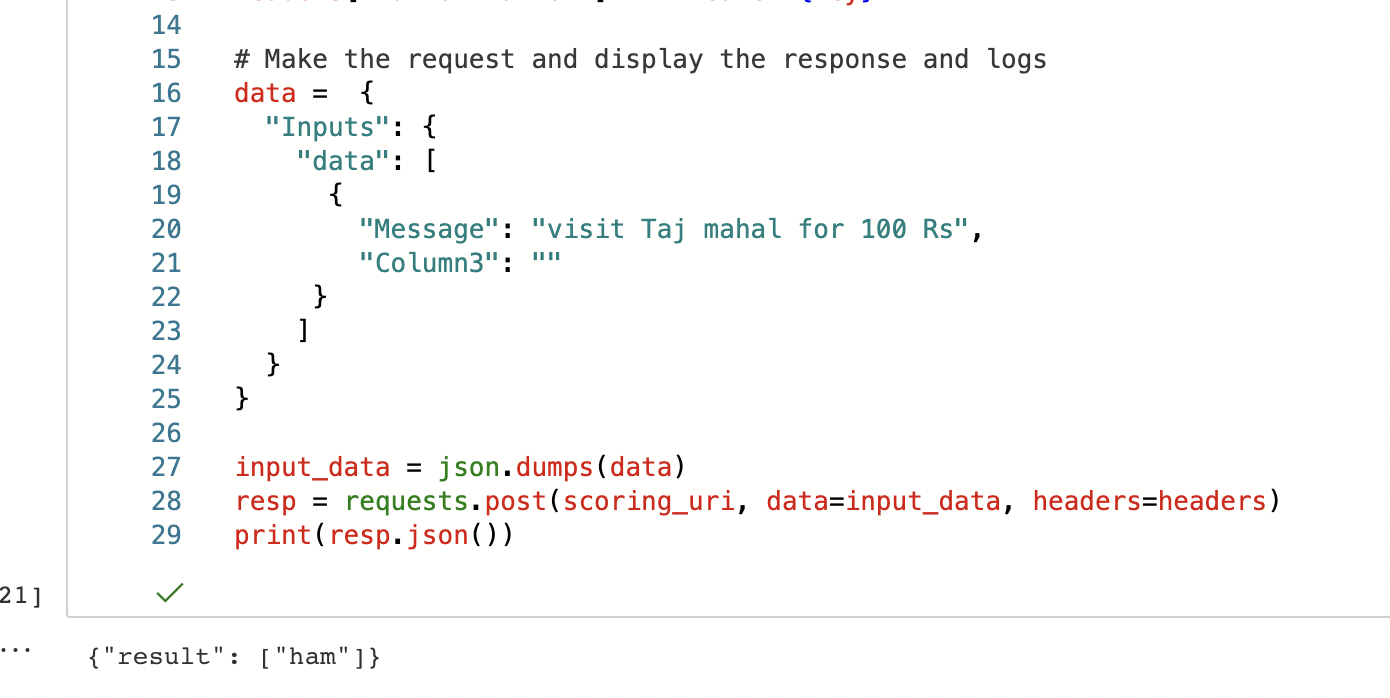 14
15 # Make the request and display the response and logs
16 data =  {
17   "Inputs": {
18     "data": [
19       {
20         "Message": "visit Taj mahal for 100 Rs",
21         "Column3": ""
22      }
23     ]
24   }
25 }
26
27 input_data = json.dumps(data)
28 resp = requests.post(scoring_uri, data=input_data, headers=headers)
29 print(resp.json())
21]
...
{"result": ["ham"]}